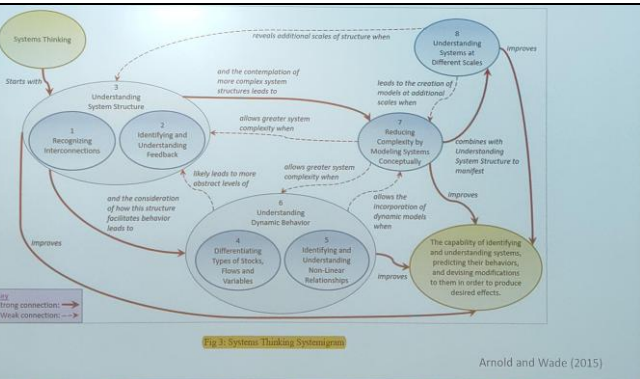 Systems Thinking
Starts with
3
Understanding
System Structure
1
Recognizing
Interconnections
2
Identifying and
Understanding
Feedback
reveals additional scales of structure when
and the contemplation of
more complex system
structures leads to
allows greater system
complexity when
8
Understanding
Systems at
Different Scales
improves
leads to the creation of
models at additional
scales when
7
Reducing
Complexity by
Modeling Systems
Conceptually
combines with
Understanding
System Structure to
manifest
likely leads to more
abstract levels of
allows greater system
complexity when
and the consideration
of how this structure
facilitates behavior
leads to
6
Understanding
Dynamic Behavior
allows the
incorporation of
dynamic models
when
improves
4
Differentiating
Types of Stocks,
Flows and
Variables
5
Identifying and
Understanding
Non-Linear
Relationships
improves
improves
The capability of identifying
and understanding systems,
predicting their behaviors,
and devising modifications
to them in order to produce
desired effects.
ey
trong connection:
Weak connection:
Fig 3: Systems Thinking Systemigram
Arnold and Wade (2015)